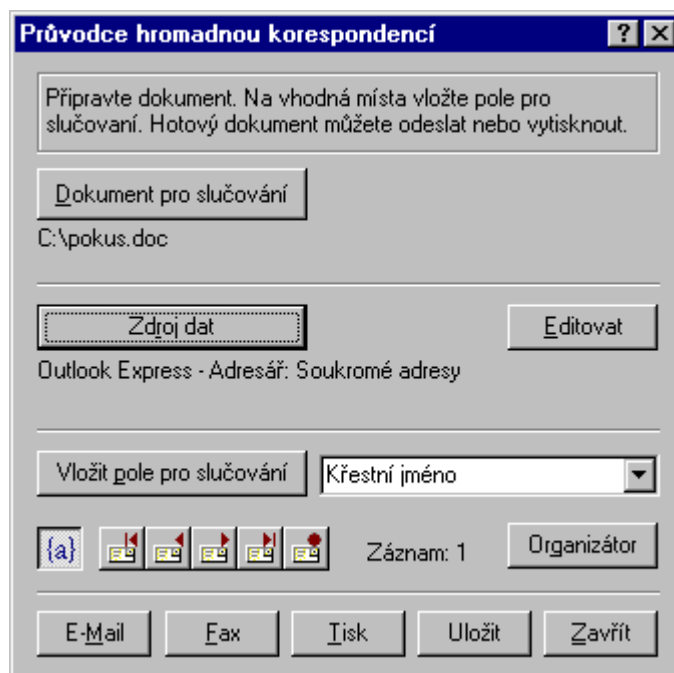 Průvodce hromadnou korespondencí
Připravte dokument. Na vhodná místa vložte pole pro
slučovaní. Hotový dokument můžete odeslat nebo vytisknout.
Dokument pro slučování
C:\pokus.doc
Zdroj dat Editovat
Outlook Express - Adresář: Soukromé adresy
Vložit pole pro slučování Křestní jméno
{a} Záznam: 1 Organizátor
E-Mail Fax Tisk Uložit Zavřít